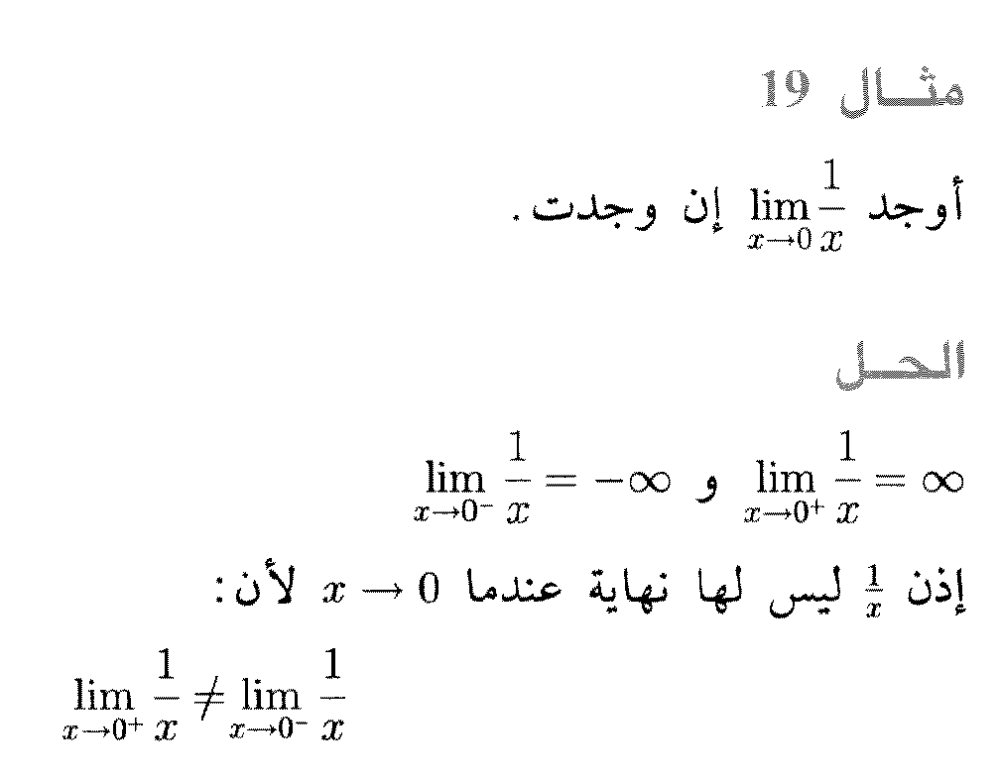 مثال 19
أوجد $\lim_{x \to 0} \frac{1}{x}$ إن وجدت.
الحل
$\lim_{x \to 0^+} \frac{1}{x} = \infty$ و $\lim_{x \to 0^-} \frac{1}{x} = -\infty$
إذن $\frac{1}{x}$ ليس لها نهاية عندما $x \to 0$ لأن:
$\lim_{x \to 0^+} \frac{1}{x} \neq \lim_{x \to 0^-} \frac{1}{x}$